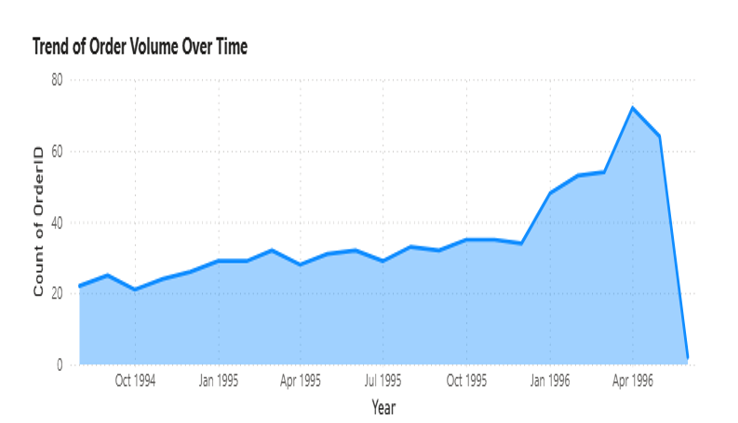 Trend of Order Volume Over Time
80
60
40
20
0
Count of OrderID
Oct 1994 Jan 1995 Apr 1995 Jul 1995 Oct 1995 Jan 1996 Apr 1996
Year